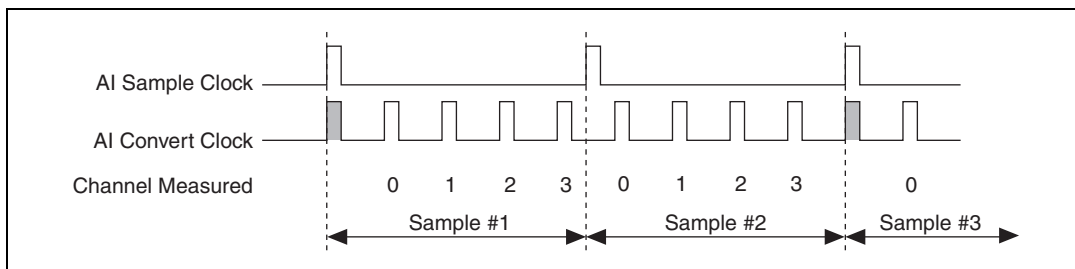 AI Sample Clock
AI Convert Clock
Channel Measured 0 1 2 3 0 1 2 3 0
Sample #1 Sample #2 Sample #3